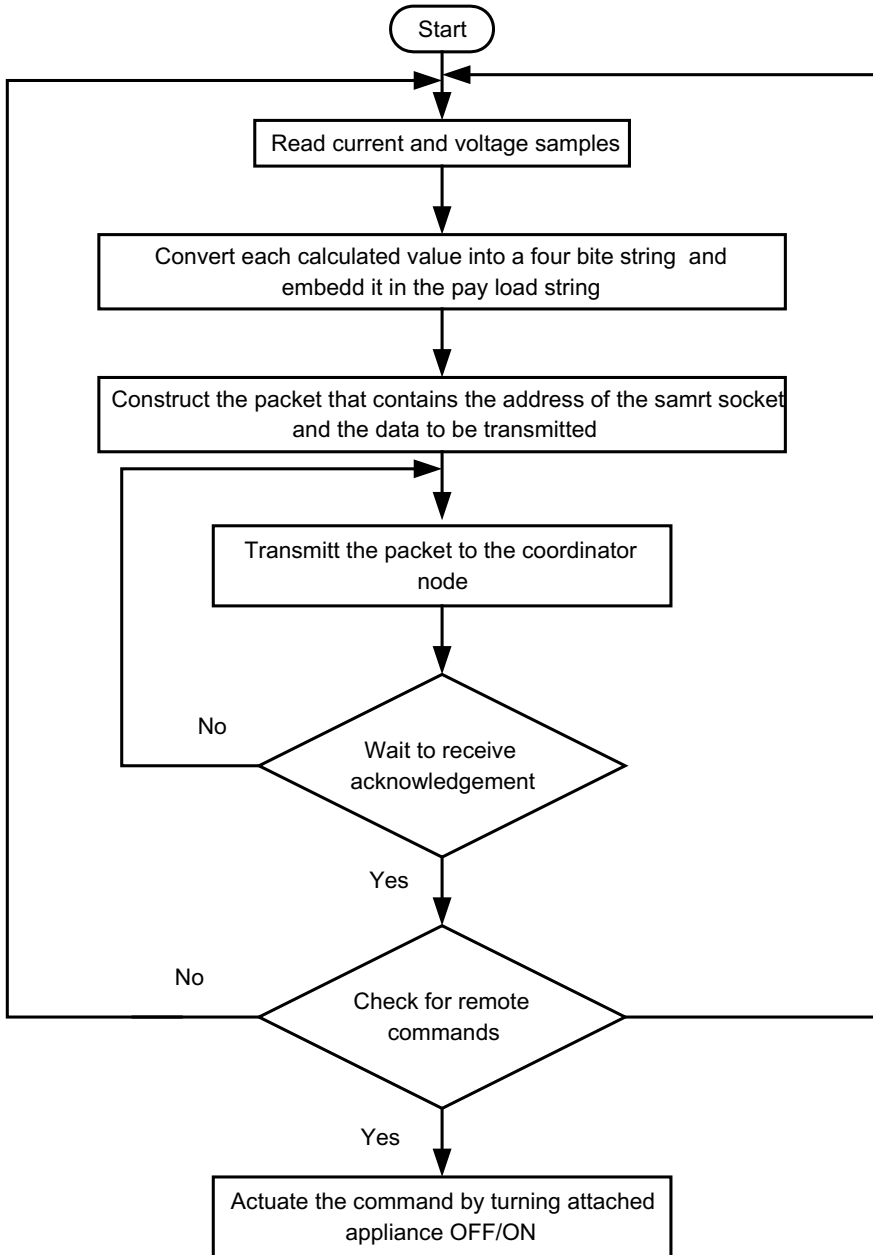 Start
Read current and voltage samples
Convert each calculated value into a four bite string and
embedd it in the pay load string
Construct the packet that contains the address of the samrt socket
and the data to be transmitted
Transmitt the packet to the coordinator
node
No
Wait to receive
acknowledgement
Yes
No
Check for remote
commands
Yes
Actuate the command by turning attached
appliance OFF/ON